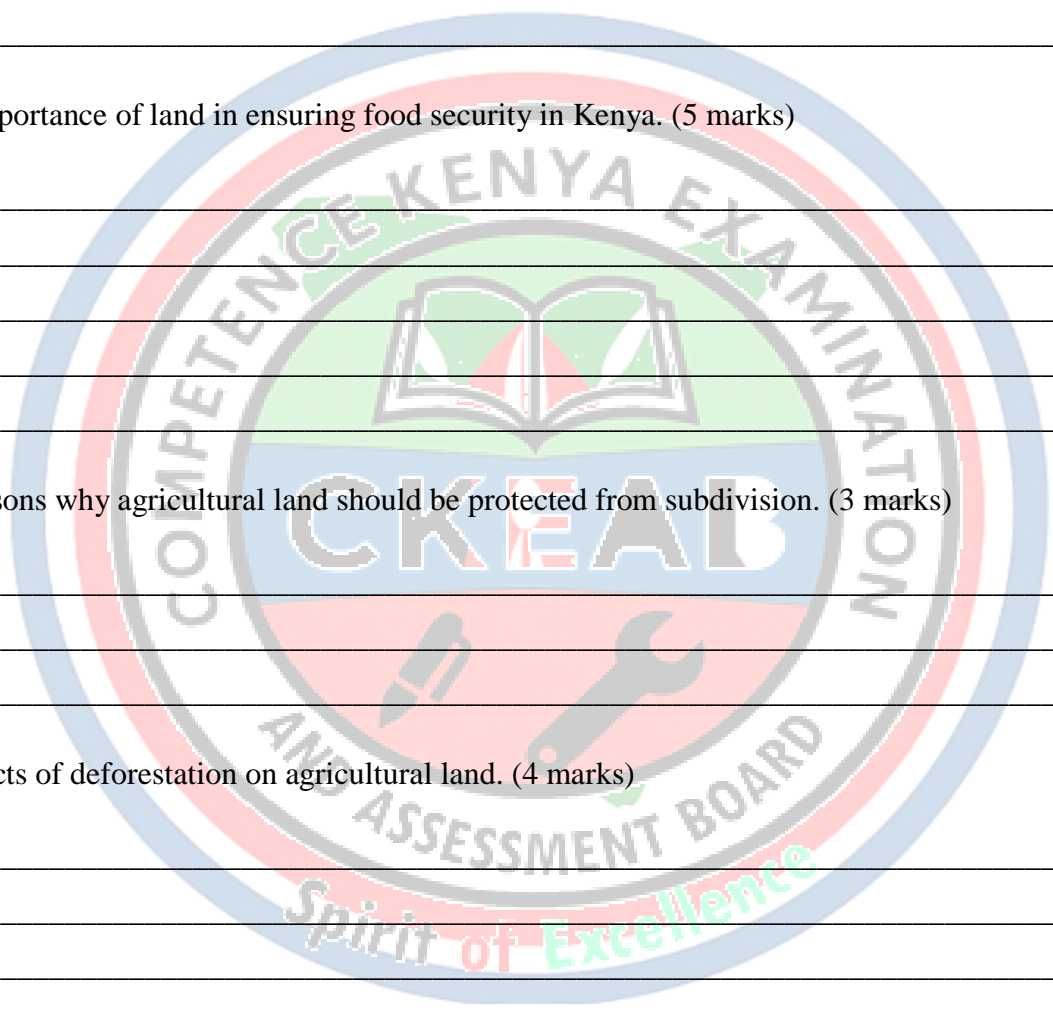 portance of land in ensuring food security in Kenya. (5 marks)
COMPETENCE KENYA EXAMINATION
sons why agricultural land should be protected from subdivision. (3 marks)
CKEAB
cts of deforestation on agricultural land. (4 marks)
AND ASSESSMENT BOARD
Spirit of Excellence